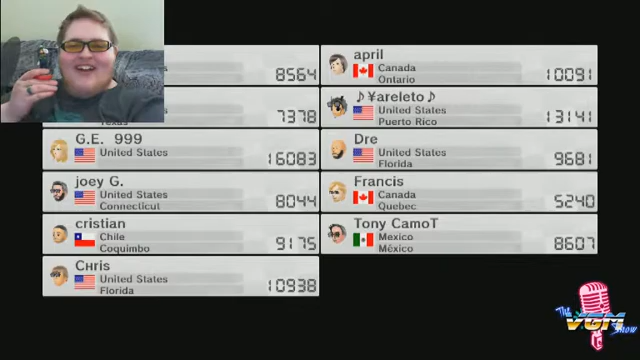 8564
Texas
7378
G.E. 999
United States
16083
joey G.
United States
Connecticut
8044
cristian
Chile
Coquimbo
9175
Chris
United States
Florida
10938
april
Canada
Ontario
10091
♪¥areleto♪
United States
Puerto Rico
13141
Dre
United States
Florida
9681
Francis
Canada
Quebec
5240
Tony CamoT
Mexico
México
8607
The
VGM
Show